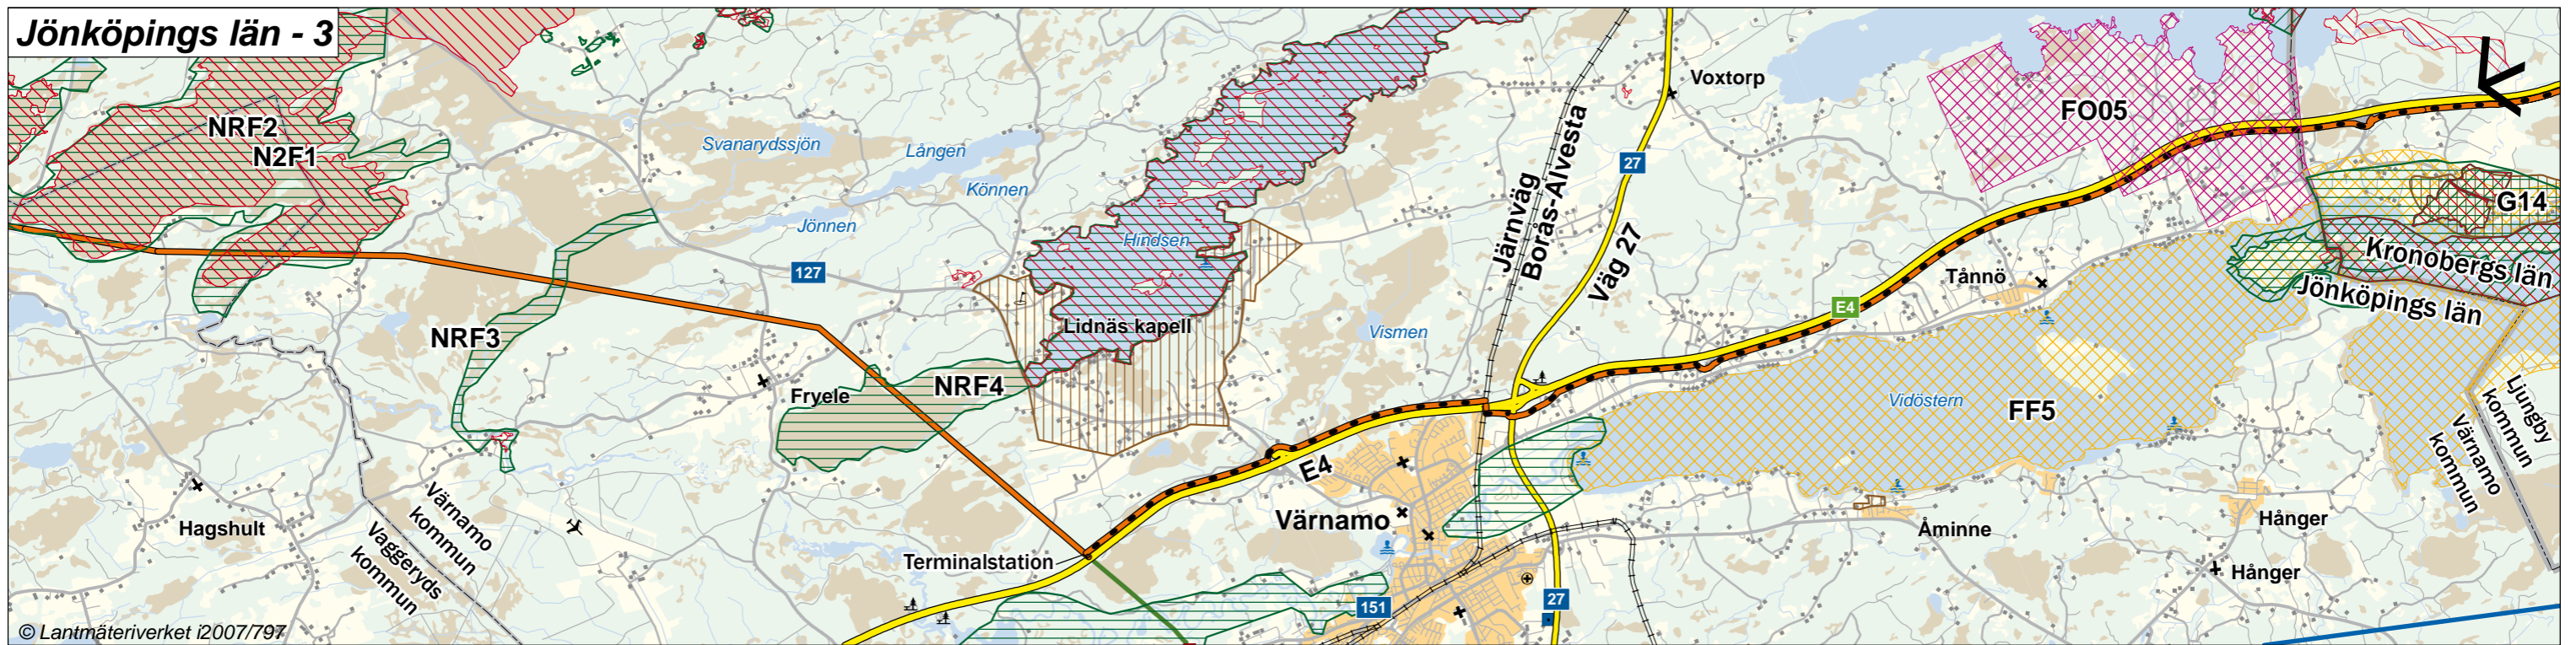 Jönköpings län - 3
NRF2
N2F1
Svanarydssjön
Lången
Können
Jönnen
Hindsen
127
Voxtorp
27
Järnväg
Borås-Alvesta
Väg 27
FO05
G14
Kronobergs län
Jönköpings län
Tånnö
E4
NRF3
Lidnäs kapell
Vismen
NRF4
Fryele
Vidöstern
FF5
Ljungby
kommun
Värnamo
kommun
E4
Värnamo
Hagshult
Värnamo
kommun
Vaggeryds
kommun
Terminalstation
Åminne
Hånger
Hånger
151
27
© Lantmäteriverket i2007/797